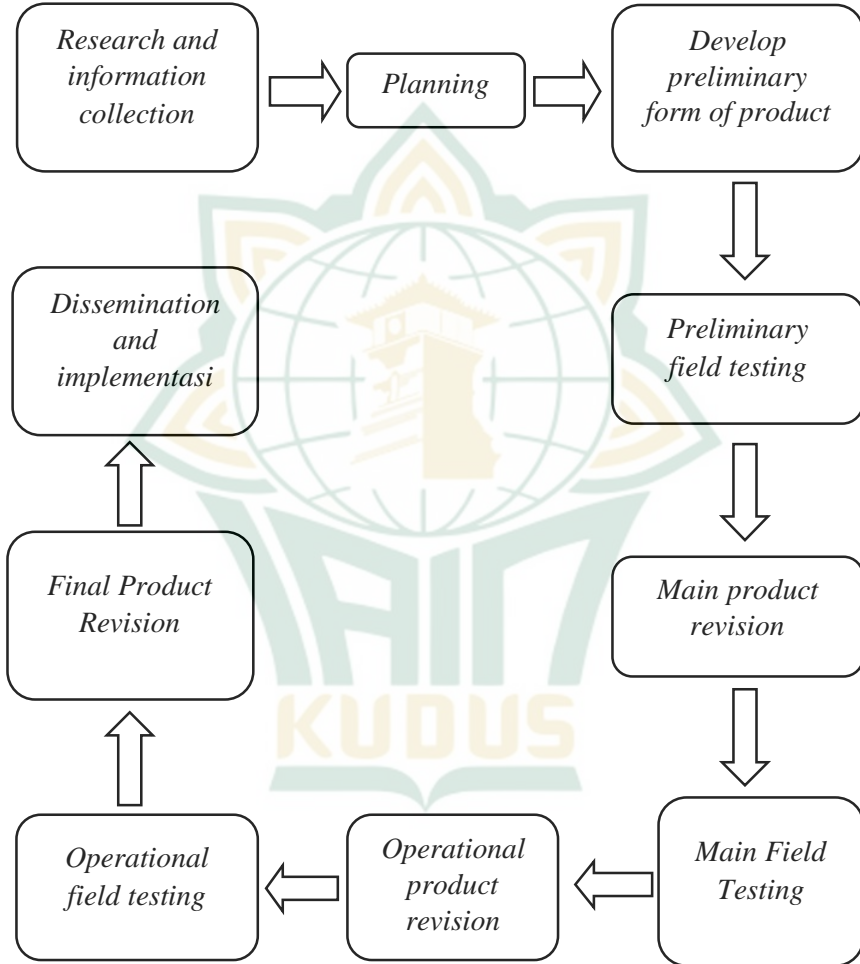 Research and
information
collection
Planning
Develop
preliminary
form of product
Preliminary
field testing
Main product
revision
Main Field
Testing
Operational
product
revision
Operational
field testing
Final Product
Revision
Dissemination
and
implementasi
IAIN
KUDUS